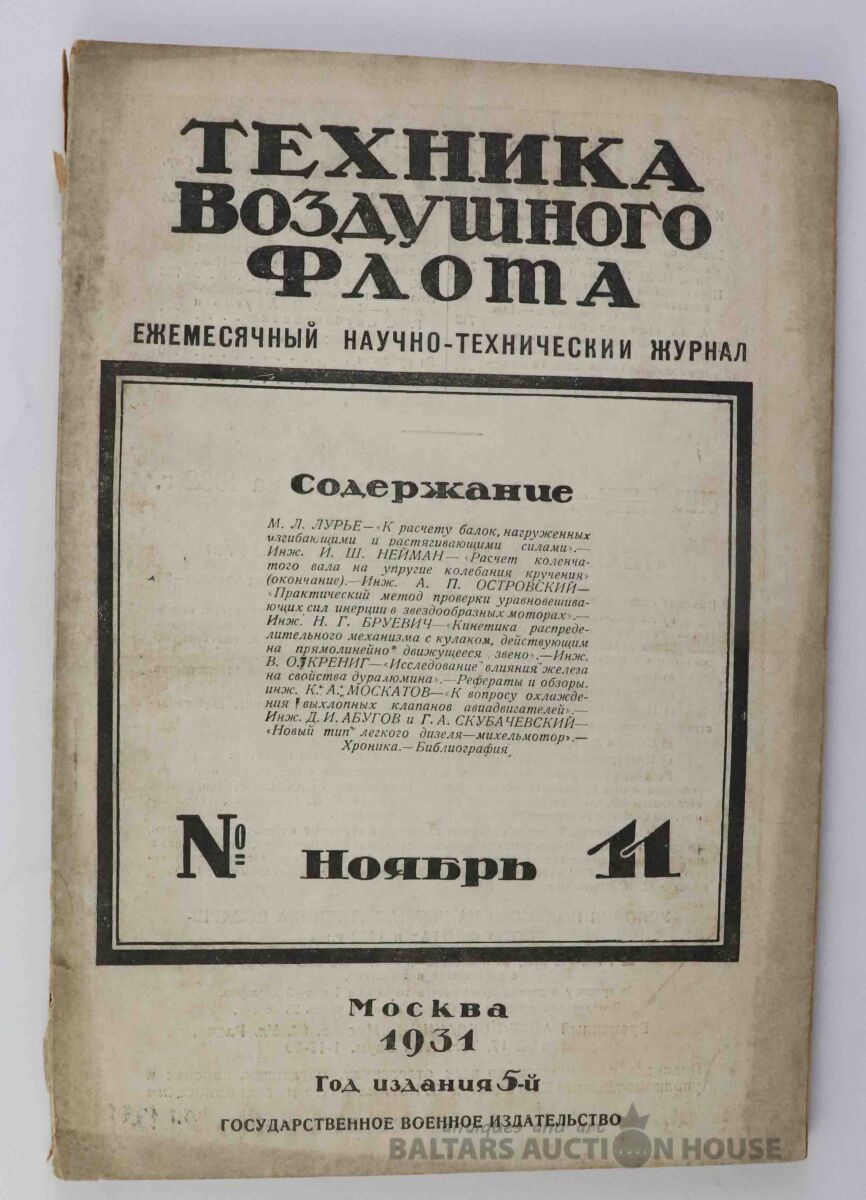 ТЕХНИКА
ВОЗДУШНОГО
ФЛОТА
ЕЖЕМЕСЯЧНЫЙ НАУЧНО-ТЕХНИЧЕСКИЙ ЖУРНАЛ
Содержание
М. Л. ЛУРЬЕ—«К расчету балок, нагруженных
изгибающими и растягивающими силами».—
Инж. И. Ш. НЕЙМАН—«Расчет коленча-
того вала на упругие колебания кручения»
(окончание).—Инж. А. П. ОСТРОВСКИЙ—
«Практический метод проверки уравновешива-
ющих сил инерции в звездообразных моторах».—
Инж. Н. Г. БРУЕВИЧ—«Кинетика распреде-
лительного механизма с кулаком, действующим
на прямолинейно движущееся звено».—Инж.
В. О. КРЕНИГ—«Исследование влияния железа
на свойства дуралюмина».—Рефераты и обзоры.
инж. К. А. МОСКАТОВ—«К вопросу охлажде-
ния выхлопных клапанов авиадвигателей».—
Инж. Д. И. АБУГОВ и Г. А. СКУБАЧЕВСКИЙ—
«Новый тип легкого дизеля—михельмотор».—
Хроника.—Библиография
№ Ноябрь 11
Москва
1931
Год издания 5-й
ГОСУДАРСТВЕННОЕ ВОЕННОЕ ИЗДАТЕЛЬСТВО
antiques and art
BALTARS AUCTION HOUSE